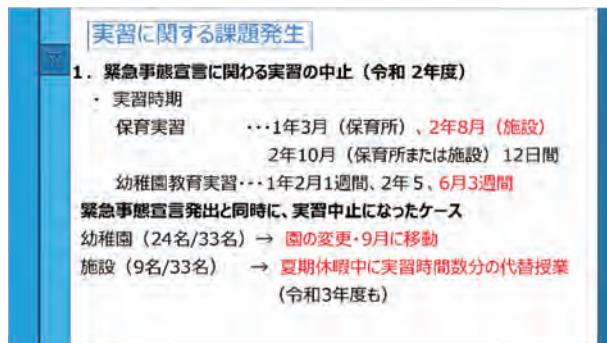 実習に関する課題発生
1．緊急事態宣言に関わる実習の中止（令和 2年度）
・ 実習時期
保育実習 ･･･1年3月（保育所）、2年8月（施設）
2年10月（保育所または施設）12日間
幼稚園教育実習･･･1年2月1週間、2年5、6月3週間
緊急事態宣言発出と同時に、実習中止になったケース
幼稚園（24名/33名）→ 園の変更・9月に移動
施設（9名/33名） → 夏期休暇中に実習時間数分の代替授業
（令和3年度も）